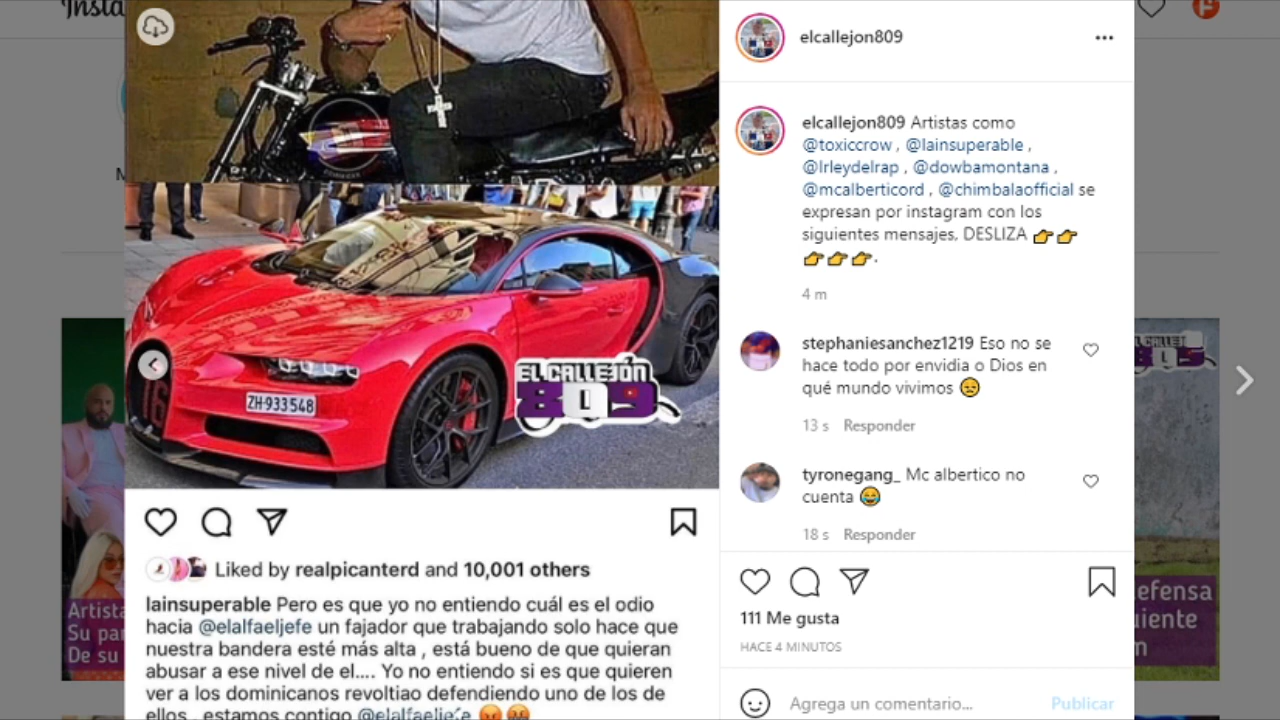 Insta
ZH·933548
EL CALLEJÓN
809
Liked by realpicanterd and 10,001 others
lainsuperable Pero es que yo no entiendo cuál es el odio
hacia @elalfaeljefe un fajador que trabajando solo hace que
nuestra bandera esté más alta , está bueno de que quieran
abusar a ese nivel de el.... Yo no entiendo si es que quieren
ver a los dominicanos revoltiao defendiendo uno de los de
ellos , estamos contigo @elalfaeljefe 😡🤬
elcallejon809
elcallejon809 Artistas como
@toxiccrow , @lainsuperable ,
@lrleydelrap , @dowbamontana ,
@mcalberticord , @chimbalaofficial se
expresan por instagram con los
siguientes mensajes, DESLIZA 👉👉
👉👉👉.
4 m
stephaniesanchez1219 Eso no se
hace todo por envidia o Dios en
qué mundo vivimos 😞
13 s Responder
tyronegang_ Mc albertico no
cuenta 😂
18 s Responder
111 Me gusta
HACE 4 MINUTOS
Agrega un comentario...
Publicar
Artista
Su pa
De su
efensa
uiente
n